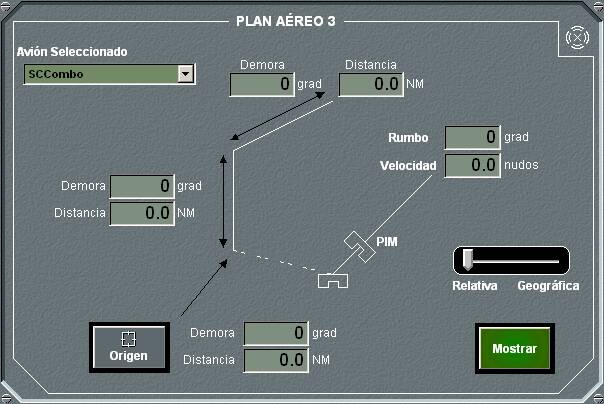 PLAN AÉREO 3
Avión Seleccionado
SCCombo
Demora
0 grad
Distancia
0.0 NM
Rumbo 0 grad
Velocidad 0.0 nudos
Demora 0 grad
Distancia 0.0 NM
PIM
Relativa Geográfica
Origen
Demora 0 grad
Distancia 0.0 NM
Mostrar